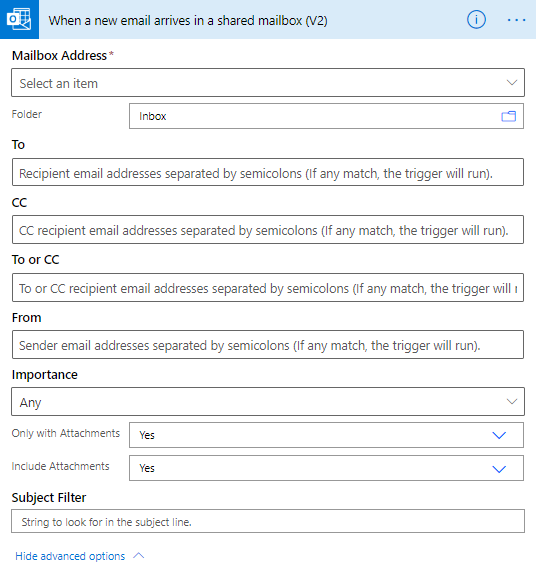 When a new email arrives in a shared mailbox (V2)
Mailbox Address*
Select an item
Folder
Inbox
To
Recipient email addresses separated by semicolons (If any match, the trigger will run).
CC
CC recipient email addresses separated by semicolons (If any match, the trigger will run).
To or CC
To or CC recipient email addresses separated by semicolons (If any match, the trigger will
From
Sender email addresses separated by semicolons (If any match, the trigger will run).
Importance
Any
Only with Attachments
Yes
Include Attachments
Yes
Subject Filter
String to look for in the subject line.
Hide advanced options